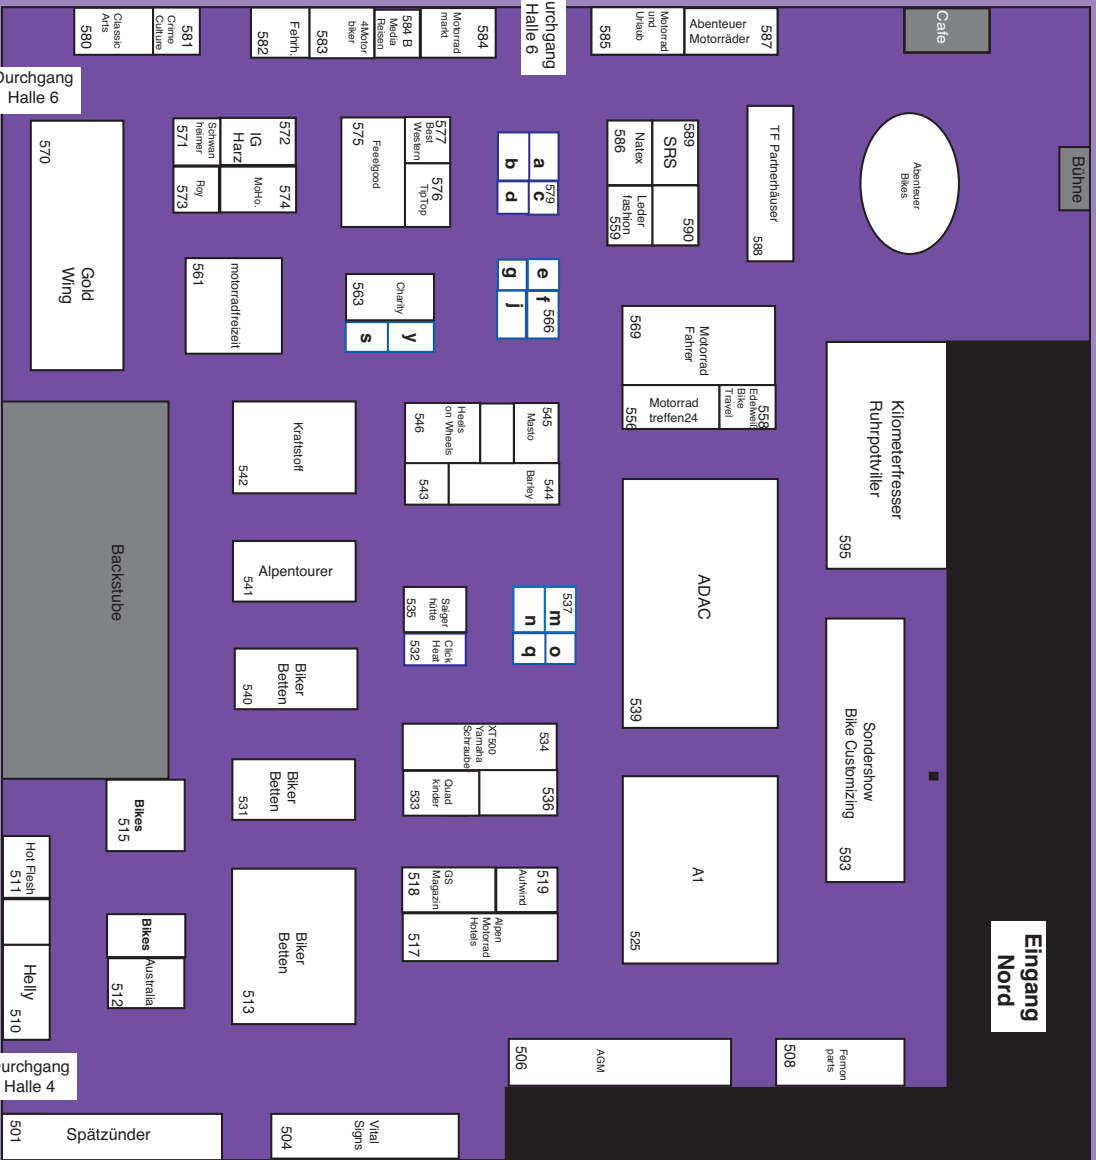 580
Classic
Arts
Crime
Culture
581
582
Fehrh.
583
4Motor
biker
584 B
Media
Reisen
Motorrad
markt
584
urchgang
Halle 6
585
Motorrad
und
Urlaub
Abenteuer
Motorräder
587
Cafe
Durchgang
Halle 6
Bühne
570
Gold
Wing
571
Schwan
heimer
IG
Harz
572
573
Roy
MoHo.
574
575
Feeelgood
577
Best
Western
576
TipTop
a
b
c
579
d
586
Natex
589
SRS
Leder
fashion
559
590
TF Partnerhäuser
588
Abenteuer
Bikes
561
motorradfreizeit
563
Charity
s
y
e
g
f
566
j
569
Motorrad
Fahrer
556
Motorrad
treffen24
Edelweiß
Bike
Travel
558
Kilometerfresser
Ruhrpottviller
595
Kraftstoff
542
546
Heels
on Wheels
545
Masto
543
Barley
544
Backstube
Alpentourer
541
ADAC
539
535
Saiger
hütte
532
Click
Heat
537
m
n
o
q
Biker
Betten
540
Sondershow
Bike Customizing
593
XT500
Yamaha
Schraube
534
Quad
kinder
533
536
Biker
Betten
531
A1
525
Bikes
515
Hot Flesh
511
518
GS
Magazin
Aufwind
519
517
Alpen
Motorrad
Hotels
Biker
Betten
513
Bikes
Australia
512
Helly
510
Eingang
Nord
506
AGM
508
Femon
parts
urchgang
Halle 4
501
Spätzünder
504
Vital
Signs